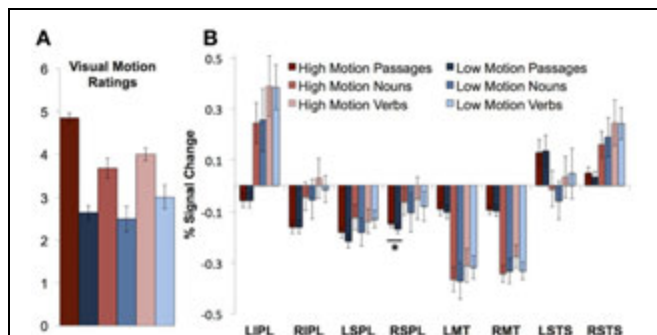 A
Visual Motion
Ratings
6
5
4
3
2
1
0
B
% Signal Change
0.5
0.3
0.1
-0.1
-0.3
-0.5
High Motion Passages
High Motion Nouns
High Motion Verbs
Low Motion Passages
Low Motion Nouns
Low Motion Verbs
*
LIPL RIPL LSPL RSPL LMT RMT LSTS RSTS